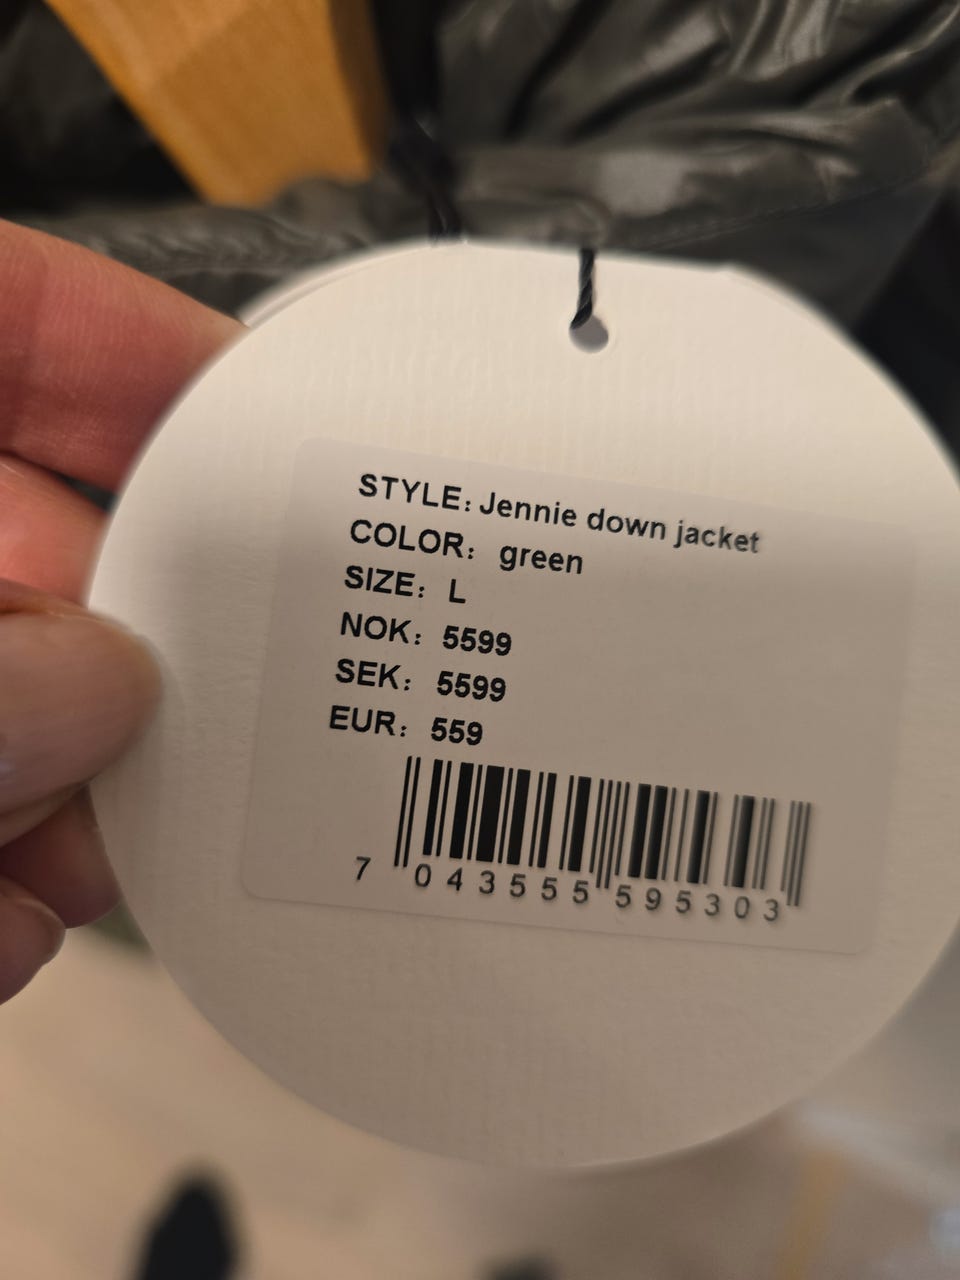 STYLE: Jennie down jacket
COLOR: green
SIZE: L
NOK: 5599
SEK: 5599
EUR: 559
7 043555 595303